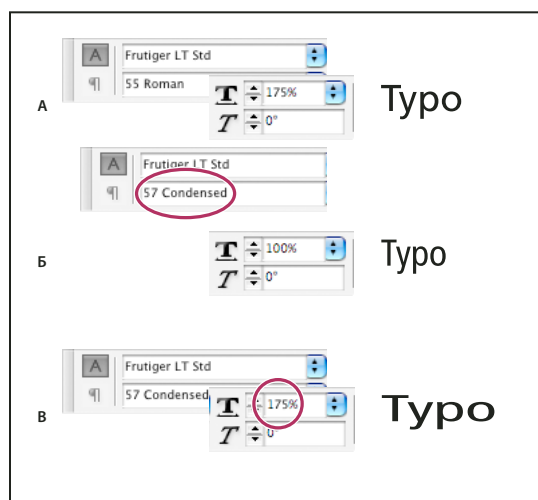 A
Frutiger LT Std
¶
55 Roman
T
175%
T
0°
Typo
А
A
Frutiger LT Std
¶
57 Condensed
T
100%
T
0°
Typo
Б
A
Frutiger LT Std
¶
57 Condensed
T
175%
T
0°
Typo
В